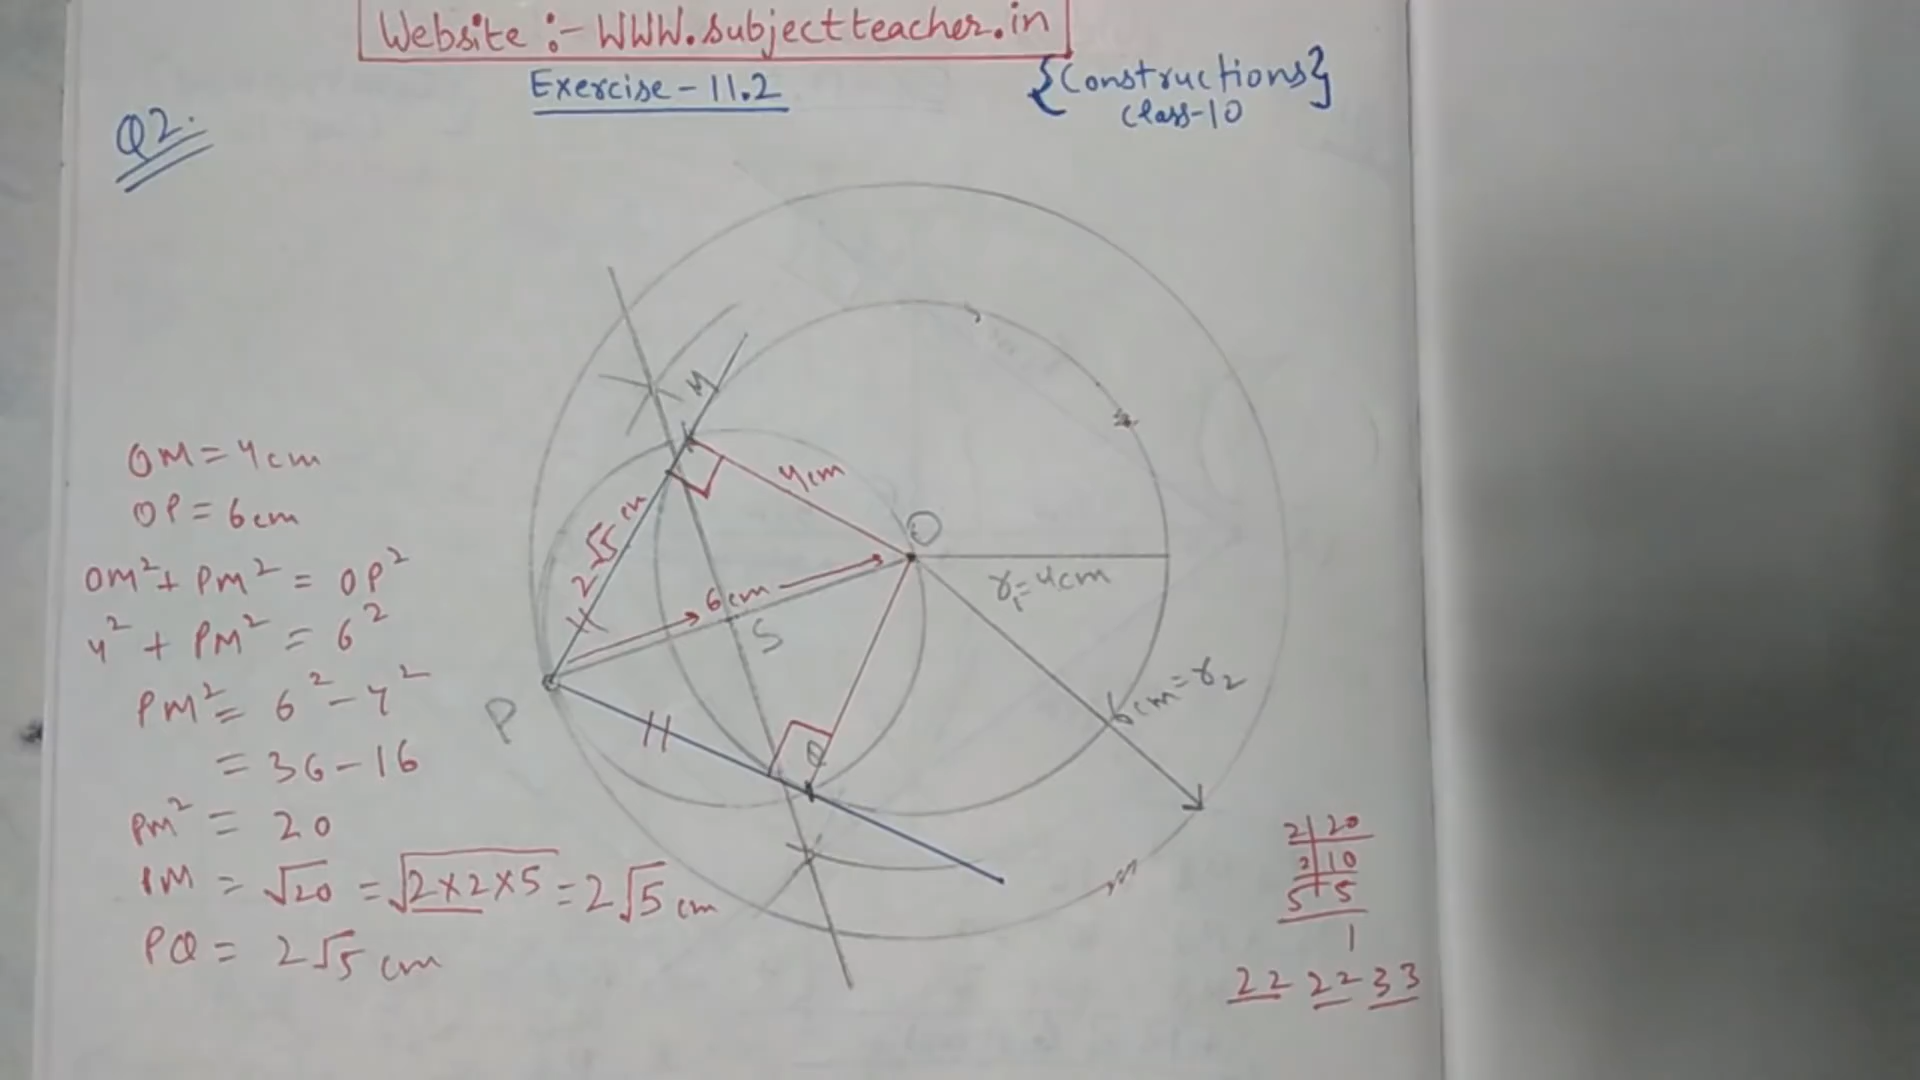 Website :- WWW.subjectteacher.in
Exercise - 11.2
{Constructions}
Class-10
Q2.
M
4cm
O
2√5 cm
6cm
r₁=4cm
S
P
Q
6cm=r₂
OM = 4cm
OP = 6cm
OM² + PM² = OP²
4² + PM² = 6²
PM² = 6² - 4²
= 36 - 16
PM² = 20
PM = √20 = √2×2×5 = 2√5 cm
PQ = 2√5 cm
2 | 20
2 | 10
5 | 5
1
22 22 33